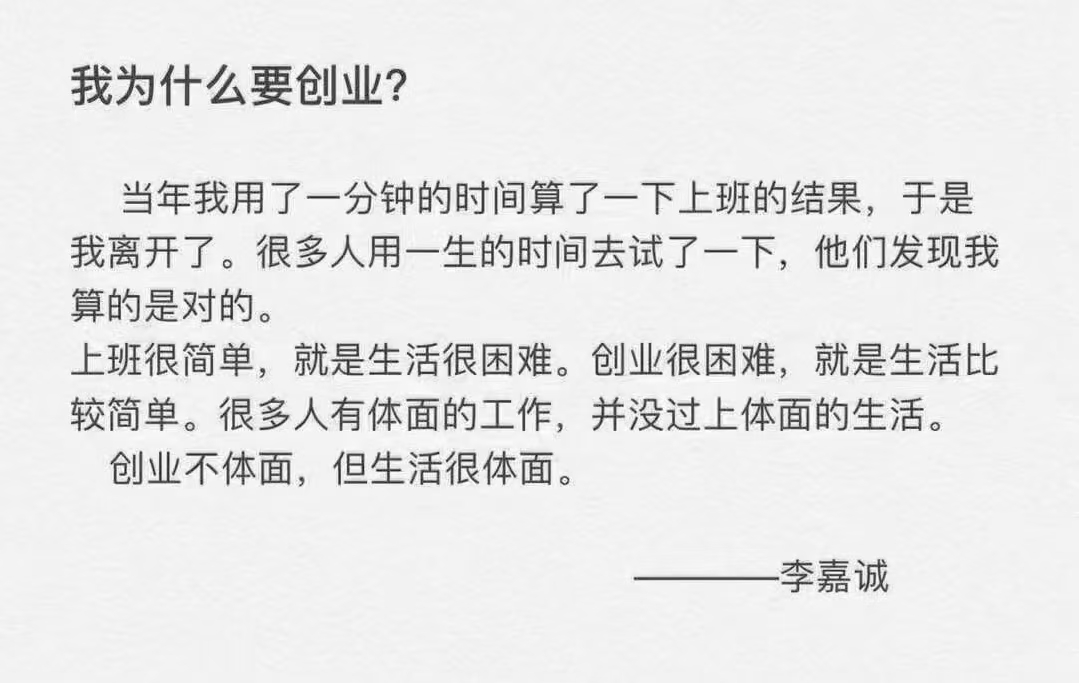 我为什么要创业？
当年我用了一分钟的时间算了一下上班的结果，于是
我离开了。很多人用一生的时间去试了一下，他们发现我
算的是对的。
上班很简单，就是生活很困难。创业很困难，就是生活比
较简单。很多人有体面的工作，并没过上体面的生活。
创业不体面，但生活很体面。
————李嘉诚